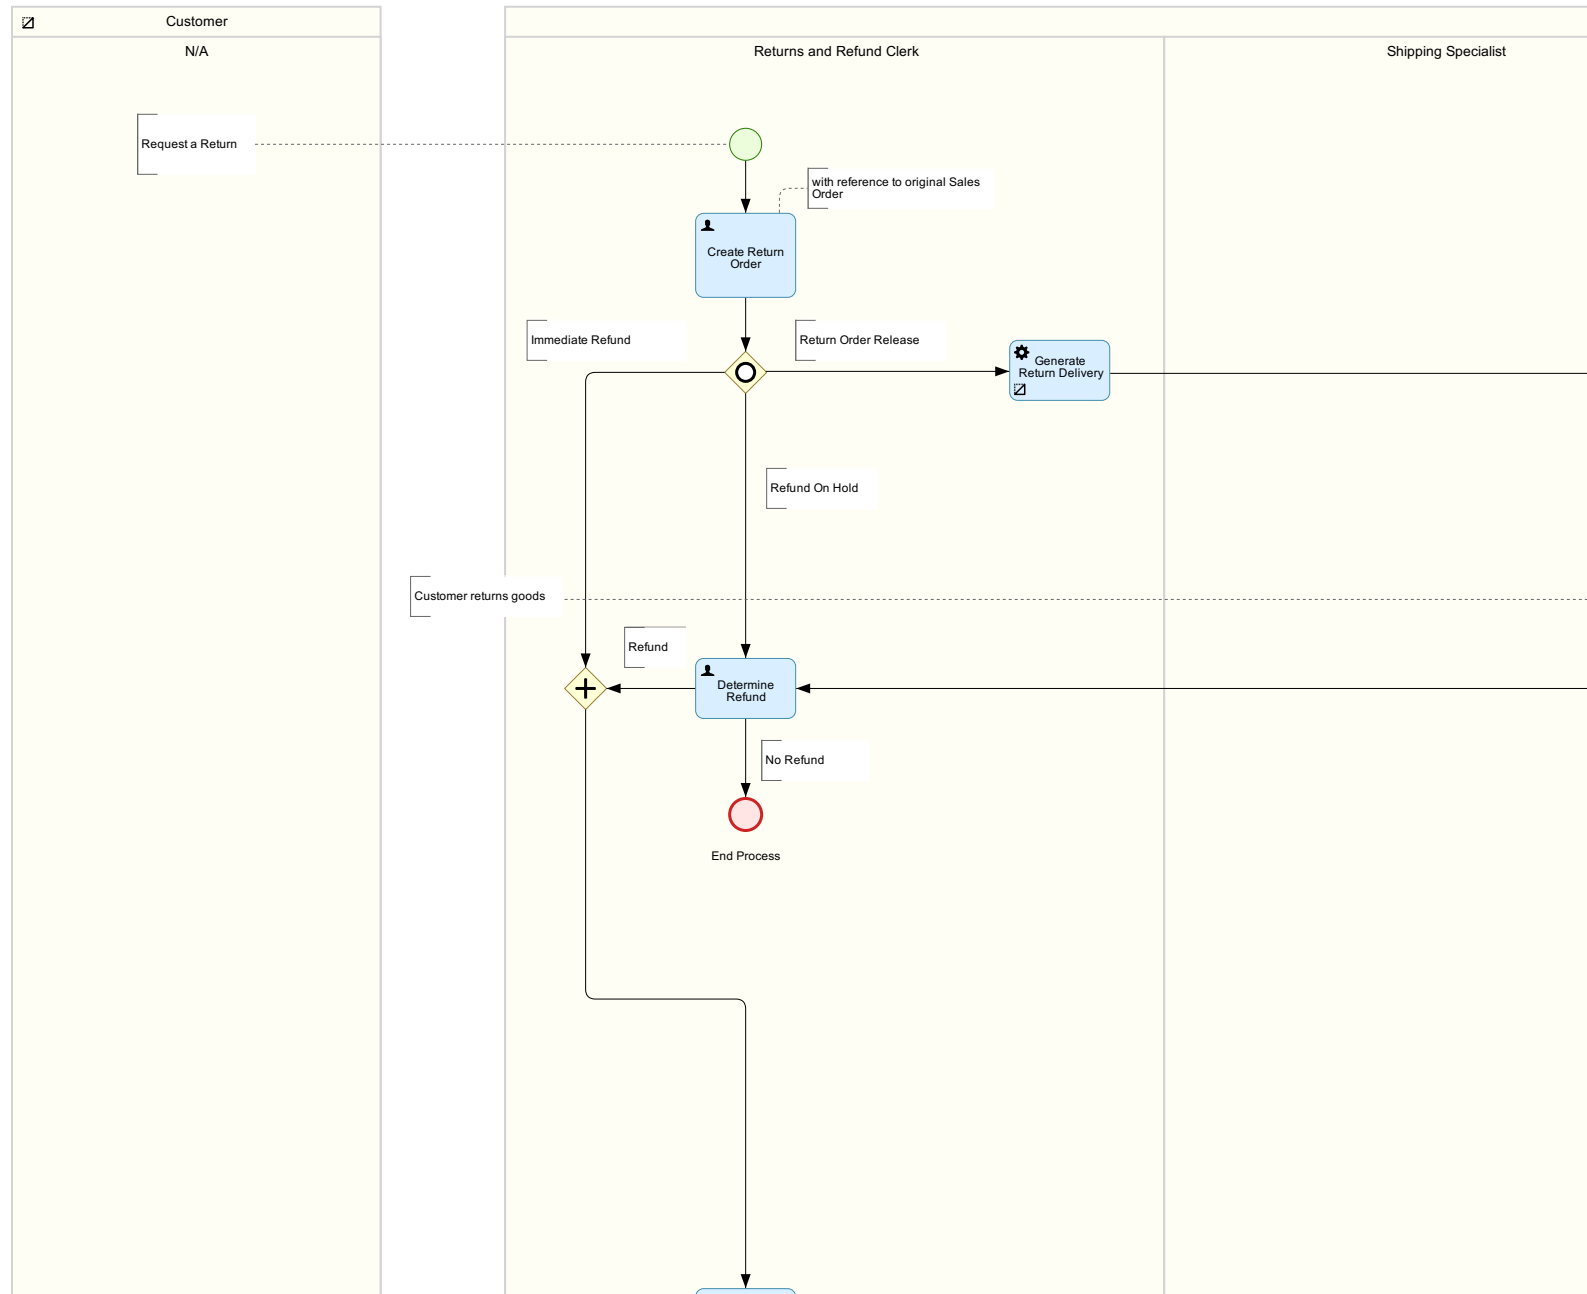 Customer
N/A
Returns and Refund Clerk
Shipping Specialist
Request a Return
with reference to original Sales
Order
Create Return
Order
Immediate Refund
Return Order Release
Generate
Return Delivery
Refund On Hold
Customer returns goods
Refund
Determine
Refund
No Refund
End Process